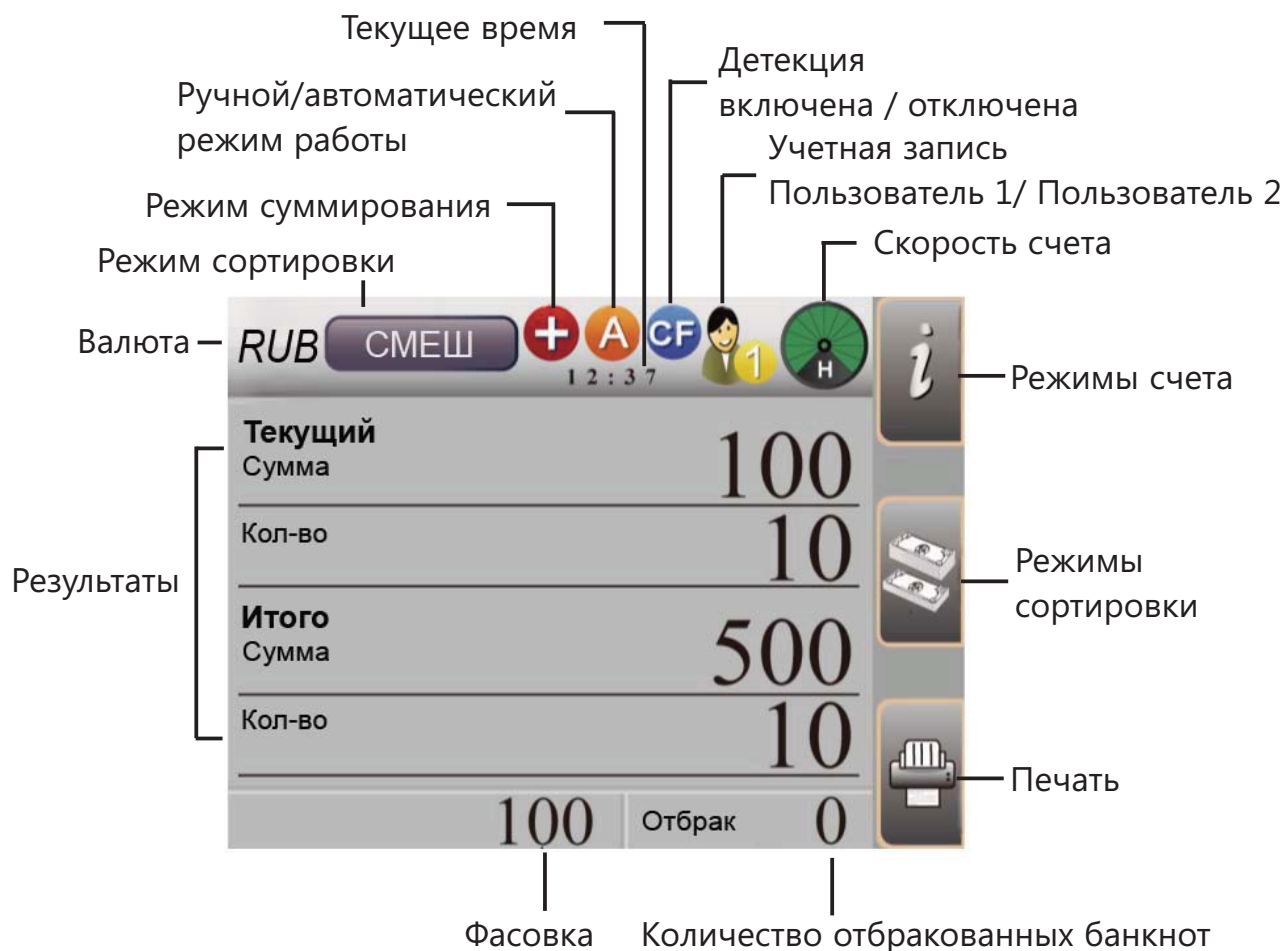 Текущее время
Детекция
включена / отключена
Ручной/автоматический
режим работы
Учетная запись
Пользователь 1/ Пользователь 2
Режим суммирования
Скорость счета
Режим сортировки
Валюта
RUB
СМЕШ
A
CF
1
H
12:37
i
Режимы счета
Текущий
Сумма
100
Кол-во
10
Результаты
Режимы
сортировки
Итого
Сумма
500
Кол-во
10
Печать
100
Отбрак
0
Фасовка
Количество отбракованных банкнот